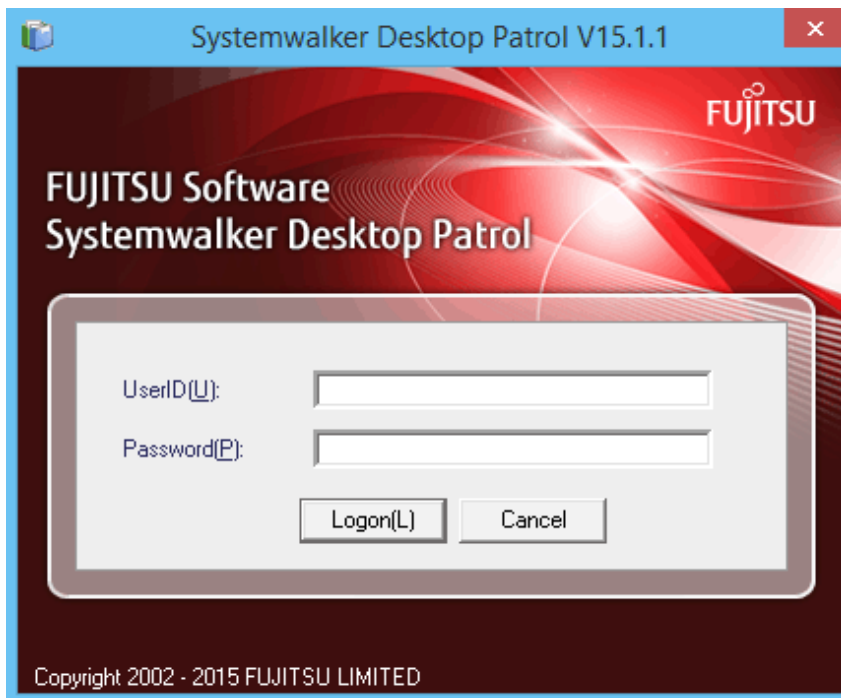 Systemwalker Desktop Patrol V15.1.1
FUJITSU
FUJITSU Software
Systemwalker Desktop Patrol
UserID(U):
Password(P):
Logon(L) Cancel
Copyright 2002 - 2015 FUJITSU LIMITED